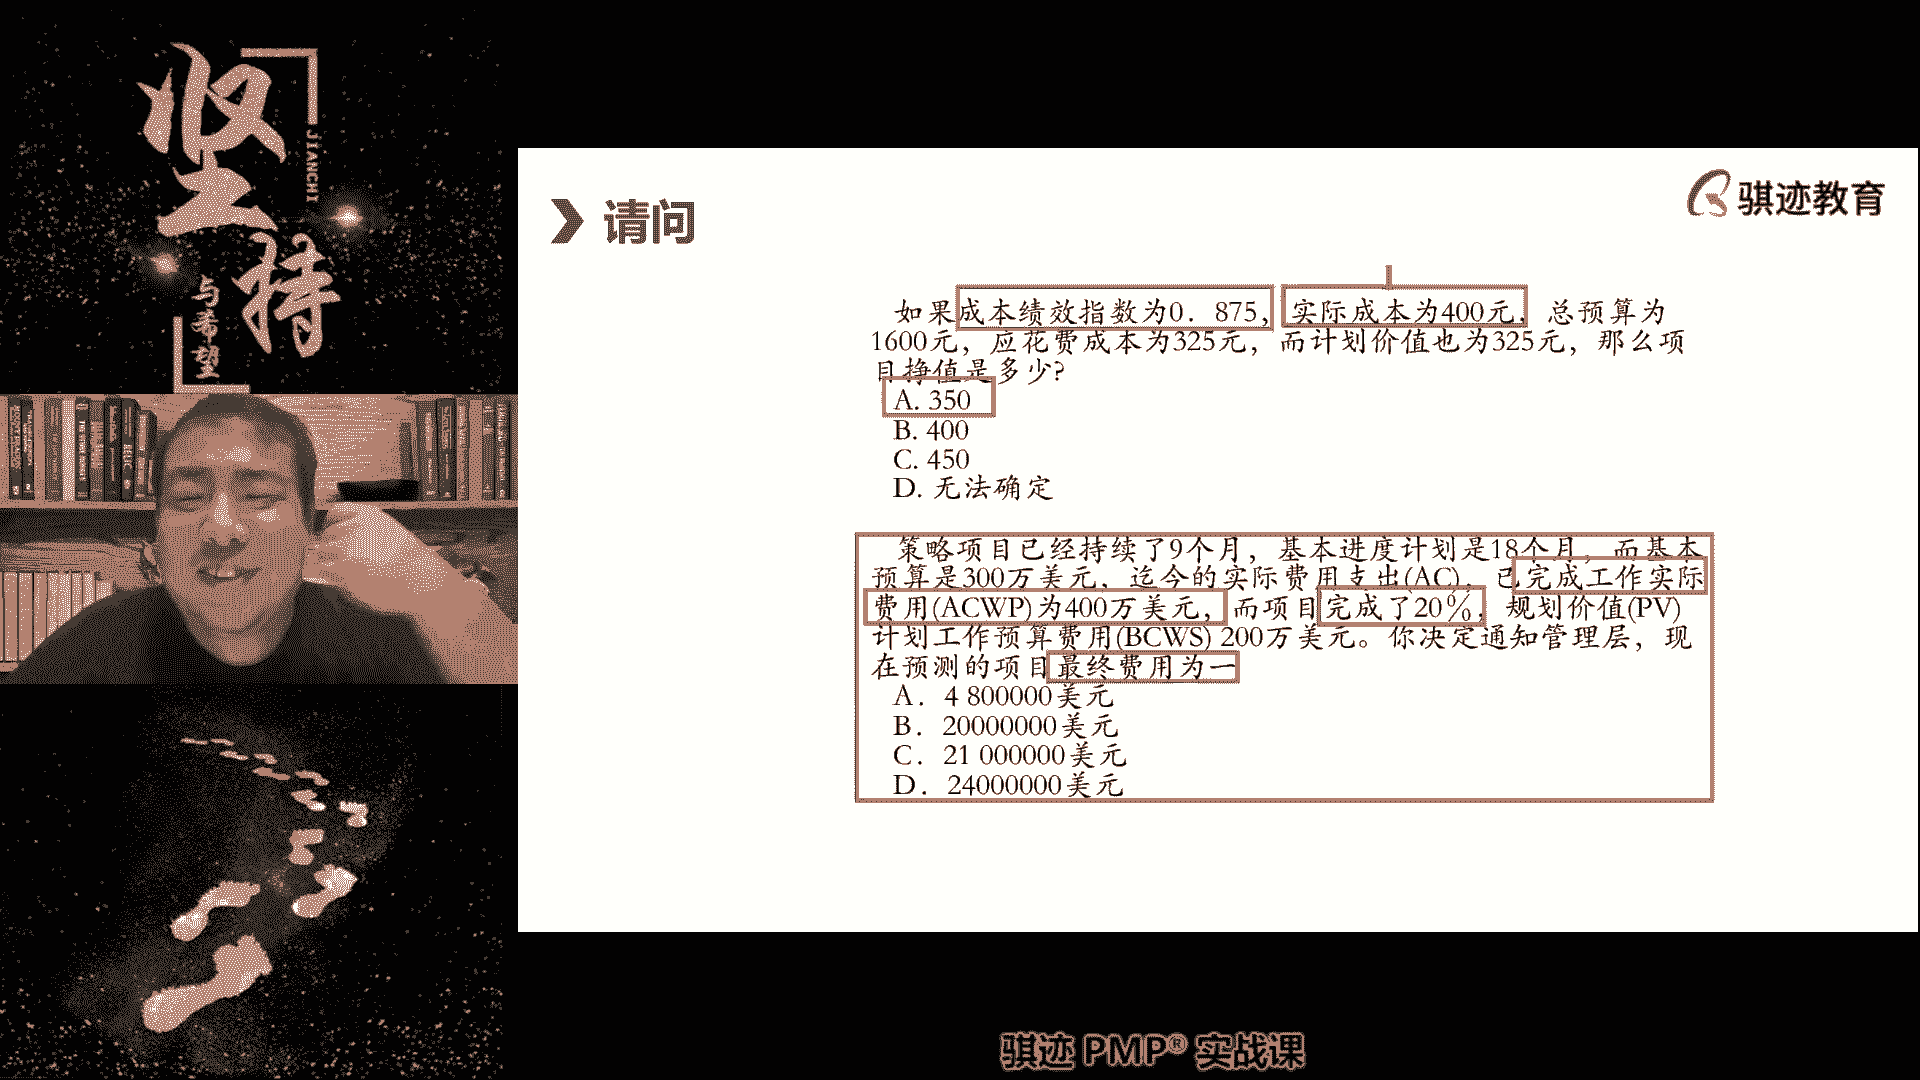 坚持
JIANCHI
与希望
请问
骐迹教育
如果成本绩效指数为0．875，实际成本为400元，总预算为
1600元，应花费成本为325元，而计划价值也为325元，那么项
目挣值是多少?
A. 350
B. 400
C. 450
D. 无法确定
策略项目已经持续了9个月，基本进度计划是18个月，而基本
预算是300万美元，迄今的实际费用支出(AC)，已完成工作实际
费用(ACWP)为400万美元，而项目完成了20％，规划价值(PV)
计划工作预算费用(BCWS) 200万美元。你决定通知管理层，现
在预测的项目最终费用为一
A．4 800000美元
B．20000000美元
C．21 000000美元
D．24000000美元
骐迹 PMP® 实战课